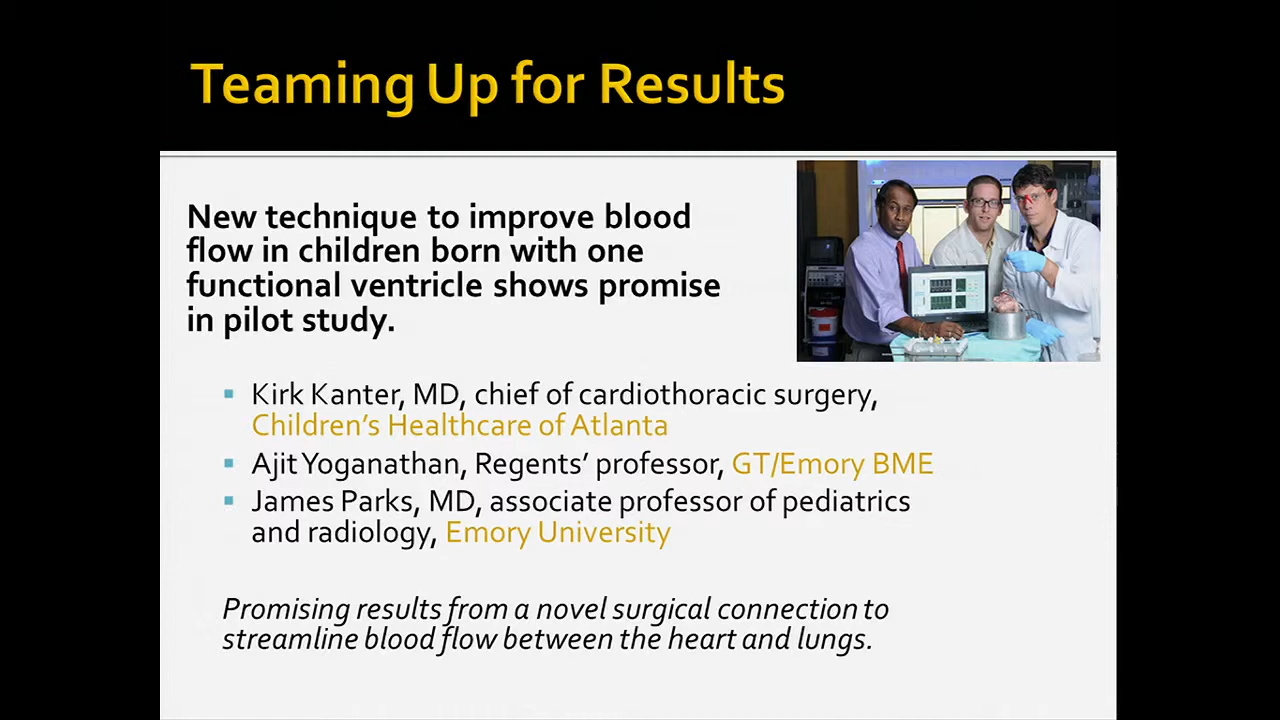 Teaming Up for Results
New technique to improve blood
flow in children born with one
functional ventricle shows promise
in pilot study.
▪ Kirk Kanter, MD, chief of cardiothoracic surgery,
Children’s Healthcare of Atlanta
▪ Ajit Yoganathan, Regents’ professor, GT/Emory BME
▪ James Parks, MD, associate professor of pediatrics
and radiology, Emory University
Promising results from a novel surgical connection to
streamline blood flow between the heart and lungs.